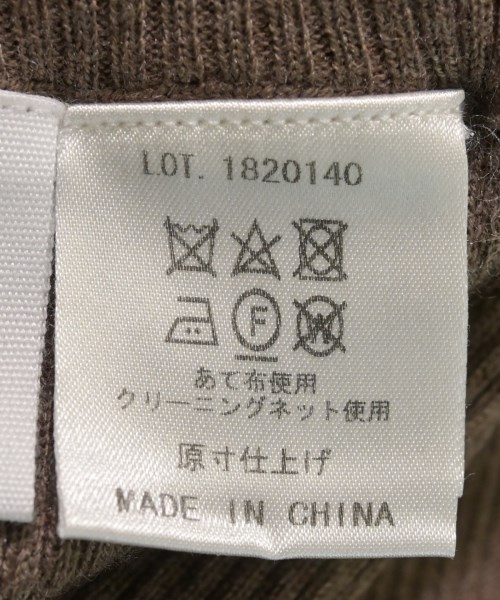 LOT. 1820140
F W
あて布使用
クリーニングネット使用
原寸仕上げ
MADE IN CHINA